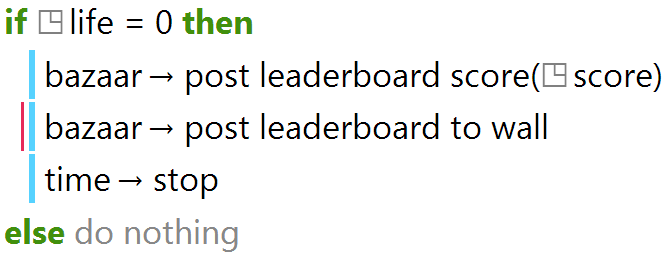 if ◳life = 0 then
bazaar→ post leaderboard score(◳score)
bazaar→ post leaderboard to wall
time→ stop
else do nothing